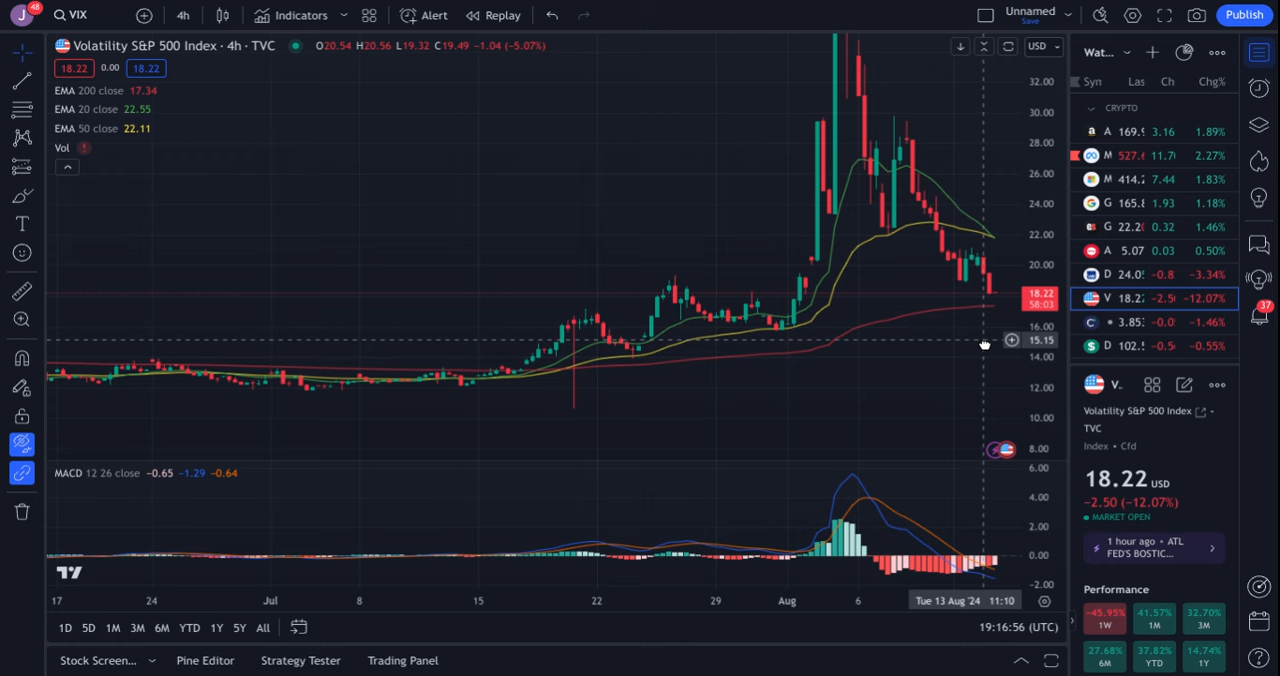 J 48 VIX 4h Indicators Alert Replay Unnamed Save Publish
Volatility S&P 500 Index · 4h · TVC O20.54 H20.56 L19.32 C19.49 −1.04 (−5.07%) USD
18.22 0.00 18.22
EMA 200 close 17.34
EMA 20 close 22.55
EMA 50 close 22.11
Vol
32.00
30.00
28.00
26.00
24.00
22.00
20.00
18.22
58:03
16.00
15.15
14.00
12.00
10.00
8.00
MACD 12 26 close −0.65 −1.29 −0.64
6.00
4.00
2.00
0.00
−2.00
17 24 Jul 8 15 22 29 Aug 6 Tue 13 Aug '24 11:10
1D 5D 1M 3M 6M YTD 1Y 5Y All 19:16:56 (UTC)
Stock Screen... Pine Editor Strategy Tester Trading Panel
Wat...
Syn Las Ch Chg%
CRYPTO
A 169. 3.16 1.89%
M 527. 11.7 2.27%
M 414. 7.44 1.83%
G 165. 1.93 1.18%
G 22.2 0.32 1.46%
A 5.07 0.03 0.50%
D 24.0 −0.8 −3.34%
V 18.2 −2.5 −12.07%
C 3.85 −0.0 −1.46%
D 102. −0.5 −0.55%
V..
Volatility S&P 500 Index ·
TVC
Index · Cfd
18.22 USD
−2.50 (−12.07%)
MARKET OPEN
1 hour ago · ATL
FED'S BOSTIC...
Performance
−45.95% 41.57% 32.70%
1W 1M 3M
27.68% 37.82% 14.74%
6M YTD 1Y
37